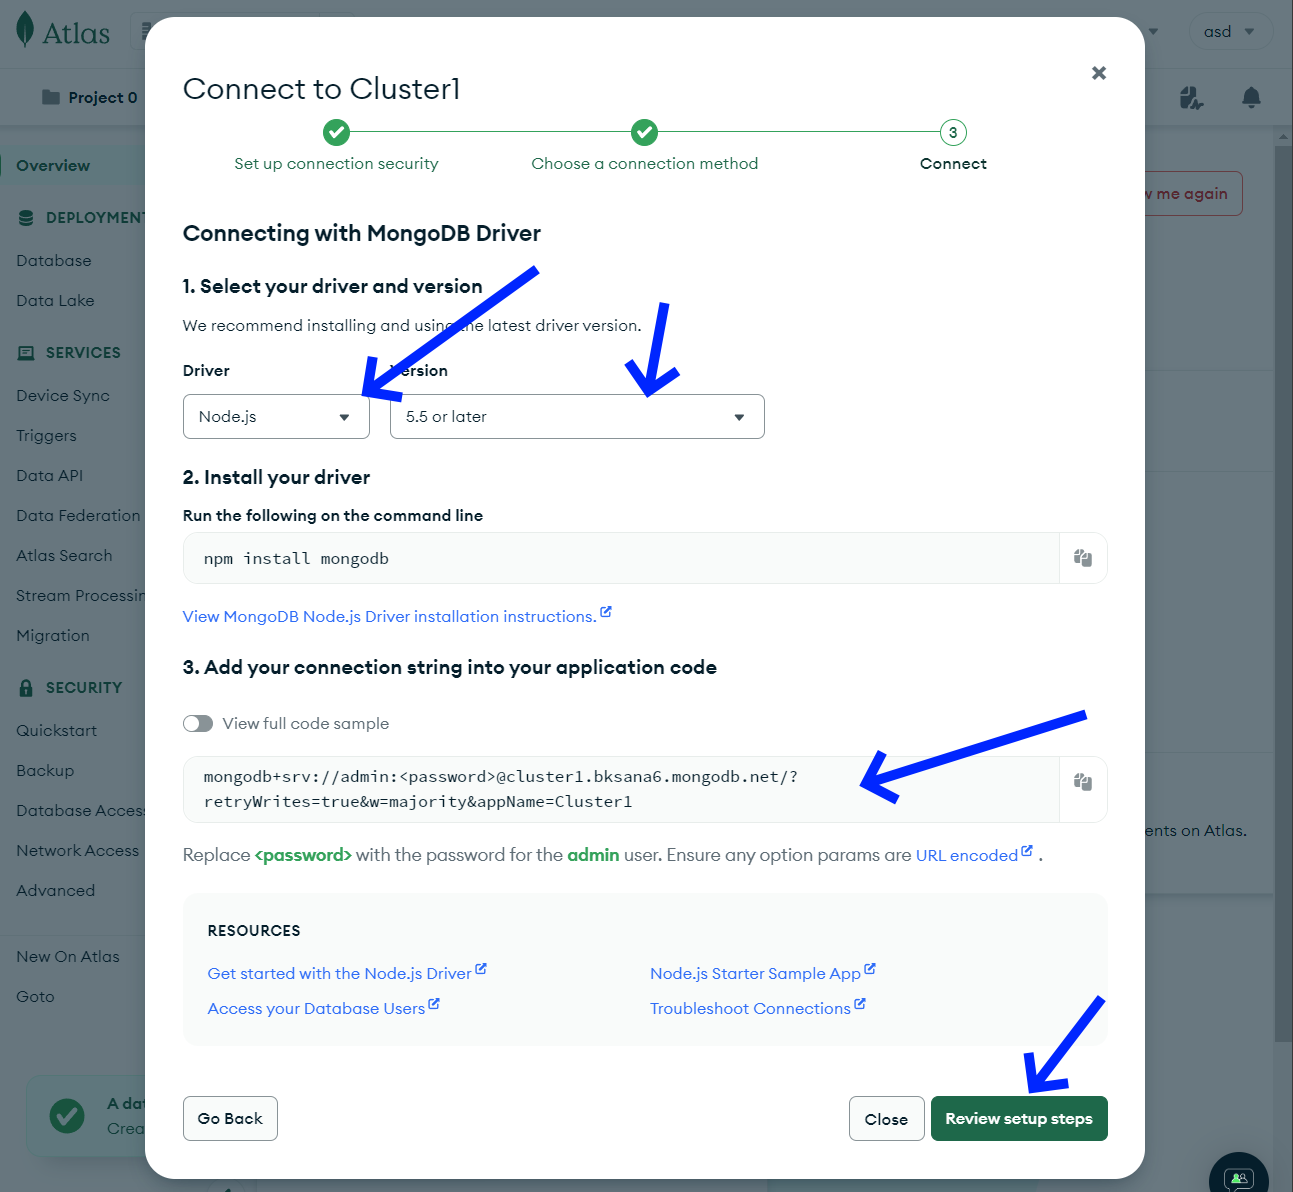 Atlas
asd
Project 0
Connect to Cluster1
3
Set up connection security
Choose a connection method
Connect
Overview
DEPLOYMENT
Database
Data Lake
SERVICES
Device Sync
Triggers
Data API
Data Federation
Atlas Search
Stream Processin
Migration
SECURITY
Quickstart
Backup
Database Access
Network Access
Advanced
New On Atlas
Goto
w me again
Connecting with MongoDB Driver
1. Select your driver and version
We recommend installing and using the latest driver version.
Driver
Version
Node.js
5.5 or later
2. Install your driver
Run the following on the command line
npm install mongodb
View MongoDB Node.js Driver installation instructions.
3. Add your connection string into your application code
View full code sample
mongodb+srv://admin:<password>@cluster1.bksana6.mongodb.net/?
retryWrites=true&w=majority&appName=Cluster1
ents on Atlas.
Replace <password> with the password for the admin user. Ensure any option params are URL encoded .
RESOURCES
Get started with the Node.js Driver
Node.js Starter Sample App
Access your Database Users
Troubleshoot Connections
A dat
Crea
Go Back
Close
Review setup steps